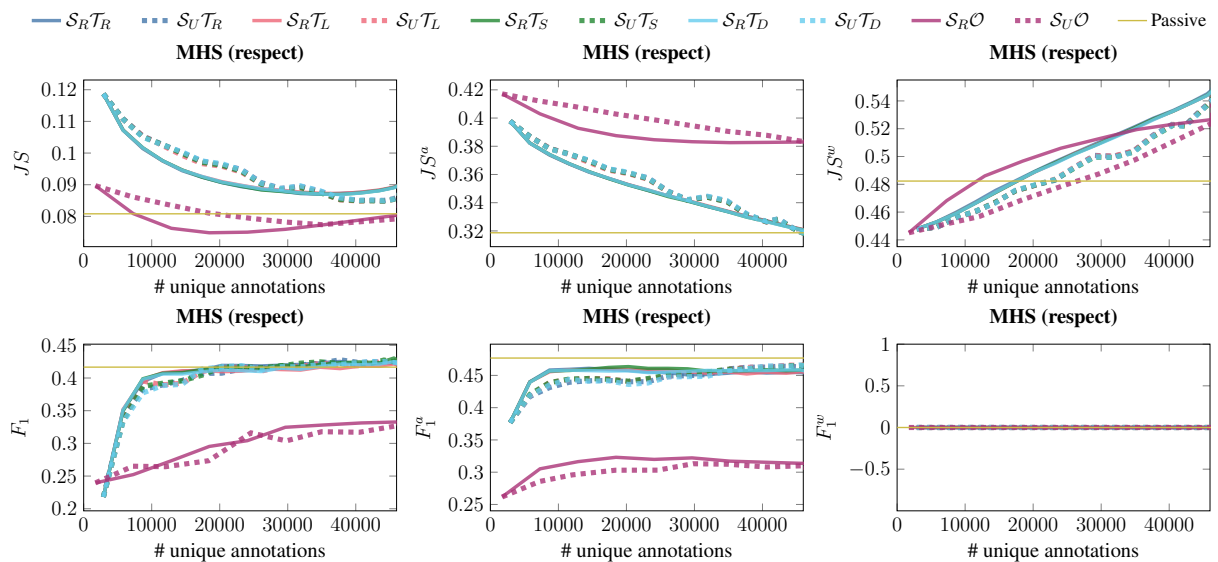 S_R T_R S_U T_R S_R T_L S_U T_L S_R T_S S_U T_S S_R T_D S_U T_D S_R O S_U O Passive
MHS (respect) MHS (respect) MHS (respect)
JS
0.12
0.11
0.1
0.09
0.08
0 10000 20000 30000 40000
# unique annotations
JS^a
0.42
0.4
0.38
0.36
0.34
0.32
0 10000 20000 30000 40000
# unique annotations
JS^w
0.54
0.52
0.5
0.48
0.46
0.44
0 10000 20000 30000 40000
# unique annotations
MHS (respect) MHS (respect) MHS (respect)
F_1
0.45
0.4
0.35
0.3
0.25
0.2
0 10000 20000 30000 40000
# unique annotations
F_1^a
0.45
0.4
0.35
0.3
0.25
0 10000 20000 30000 40000
# unique annotations
F_1^w
1
0.5
0
−0.5
0 10000 20000 30000 40000
# unique annotations